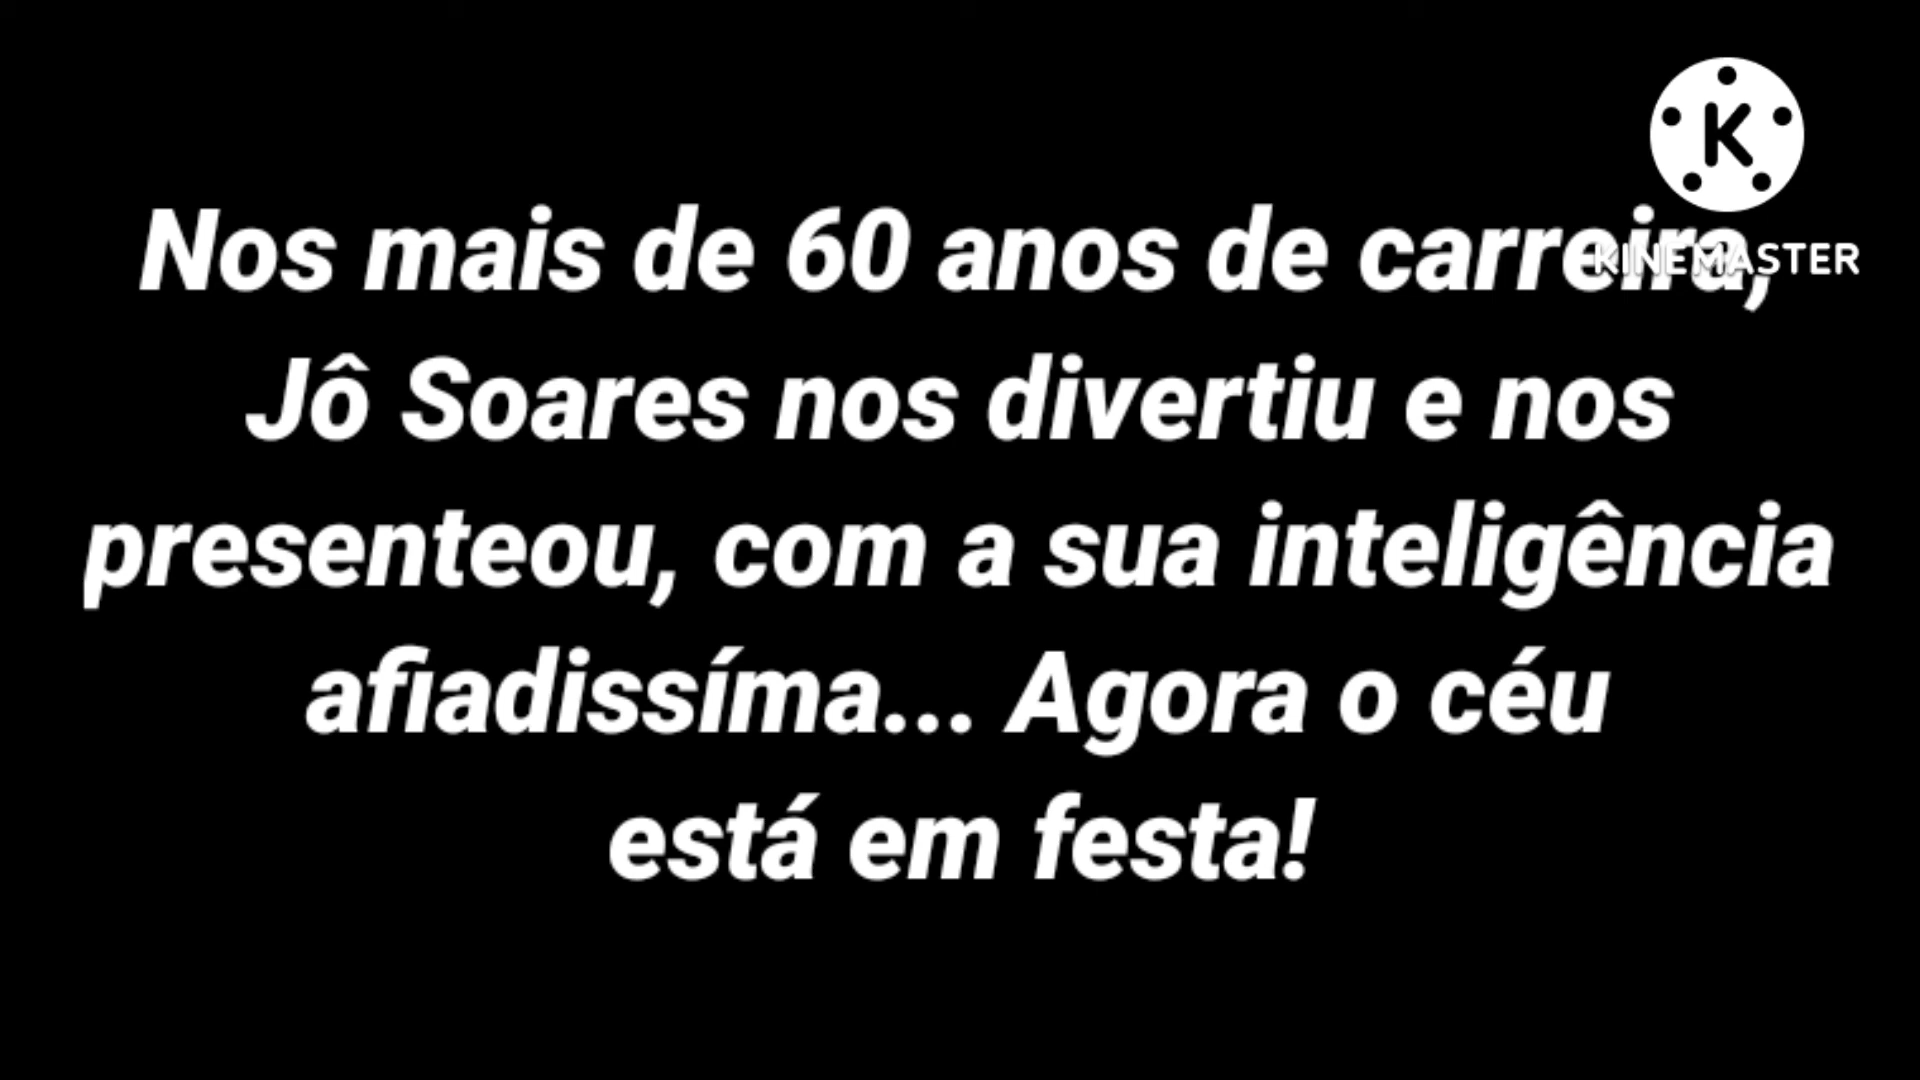 K
KINEMASTER
Nos mais de 60 anos de carreira,
Jô Soares nos divertiu e nos
presenteou, com a sua inteligência
afiadissíma... Agora o céu
está em festa!